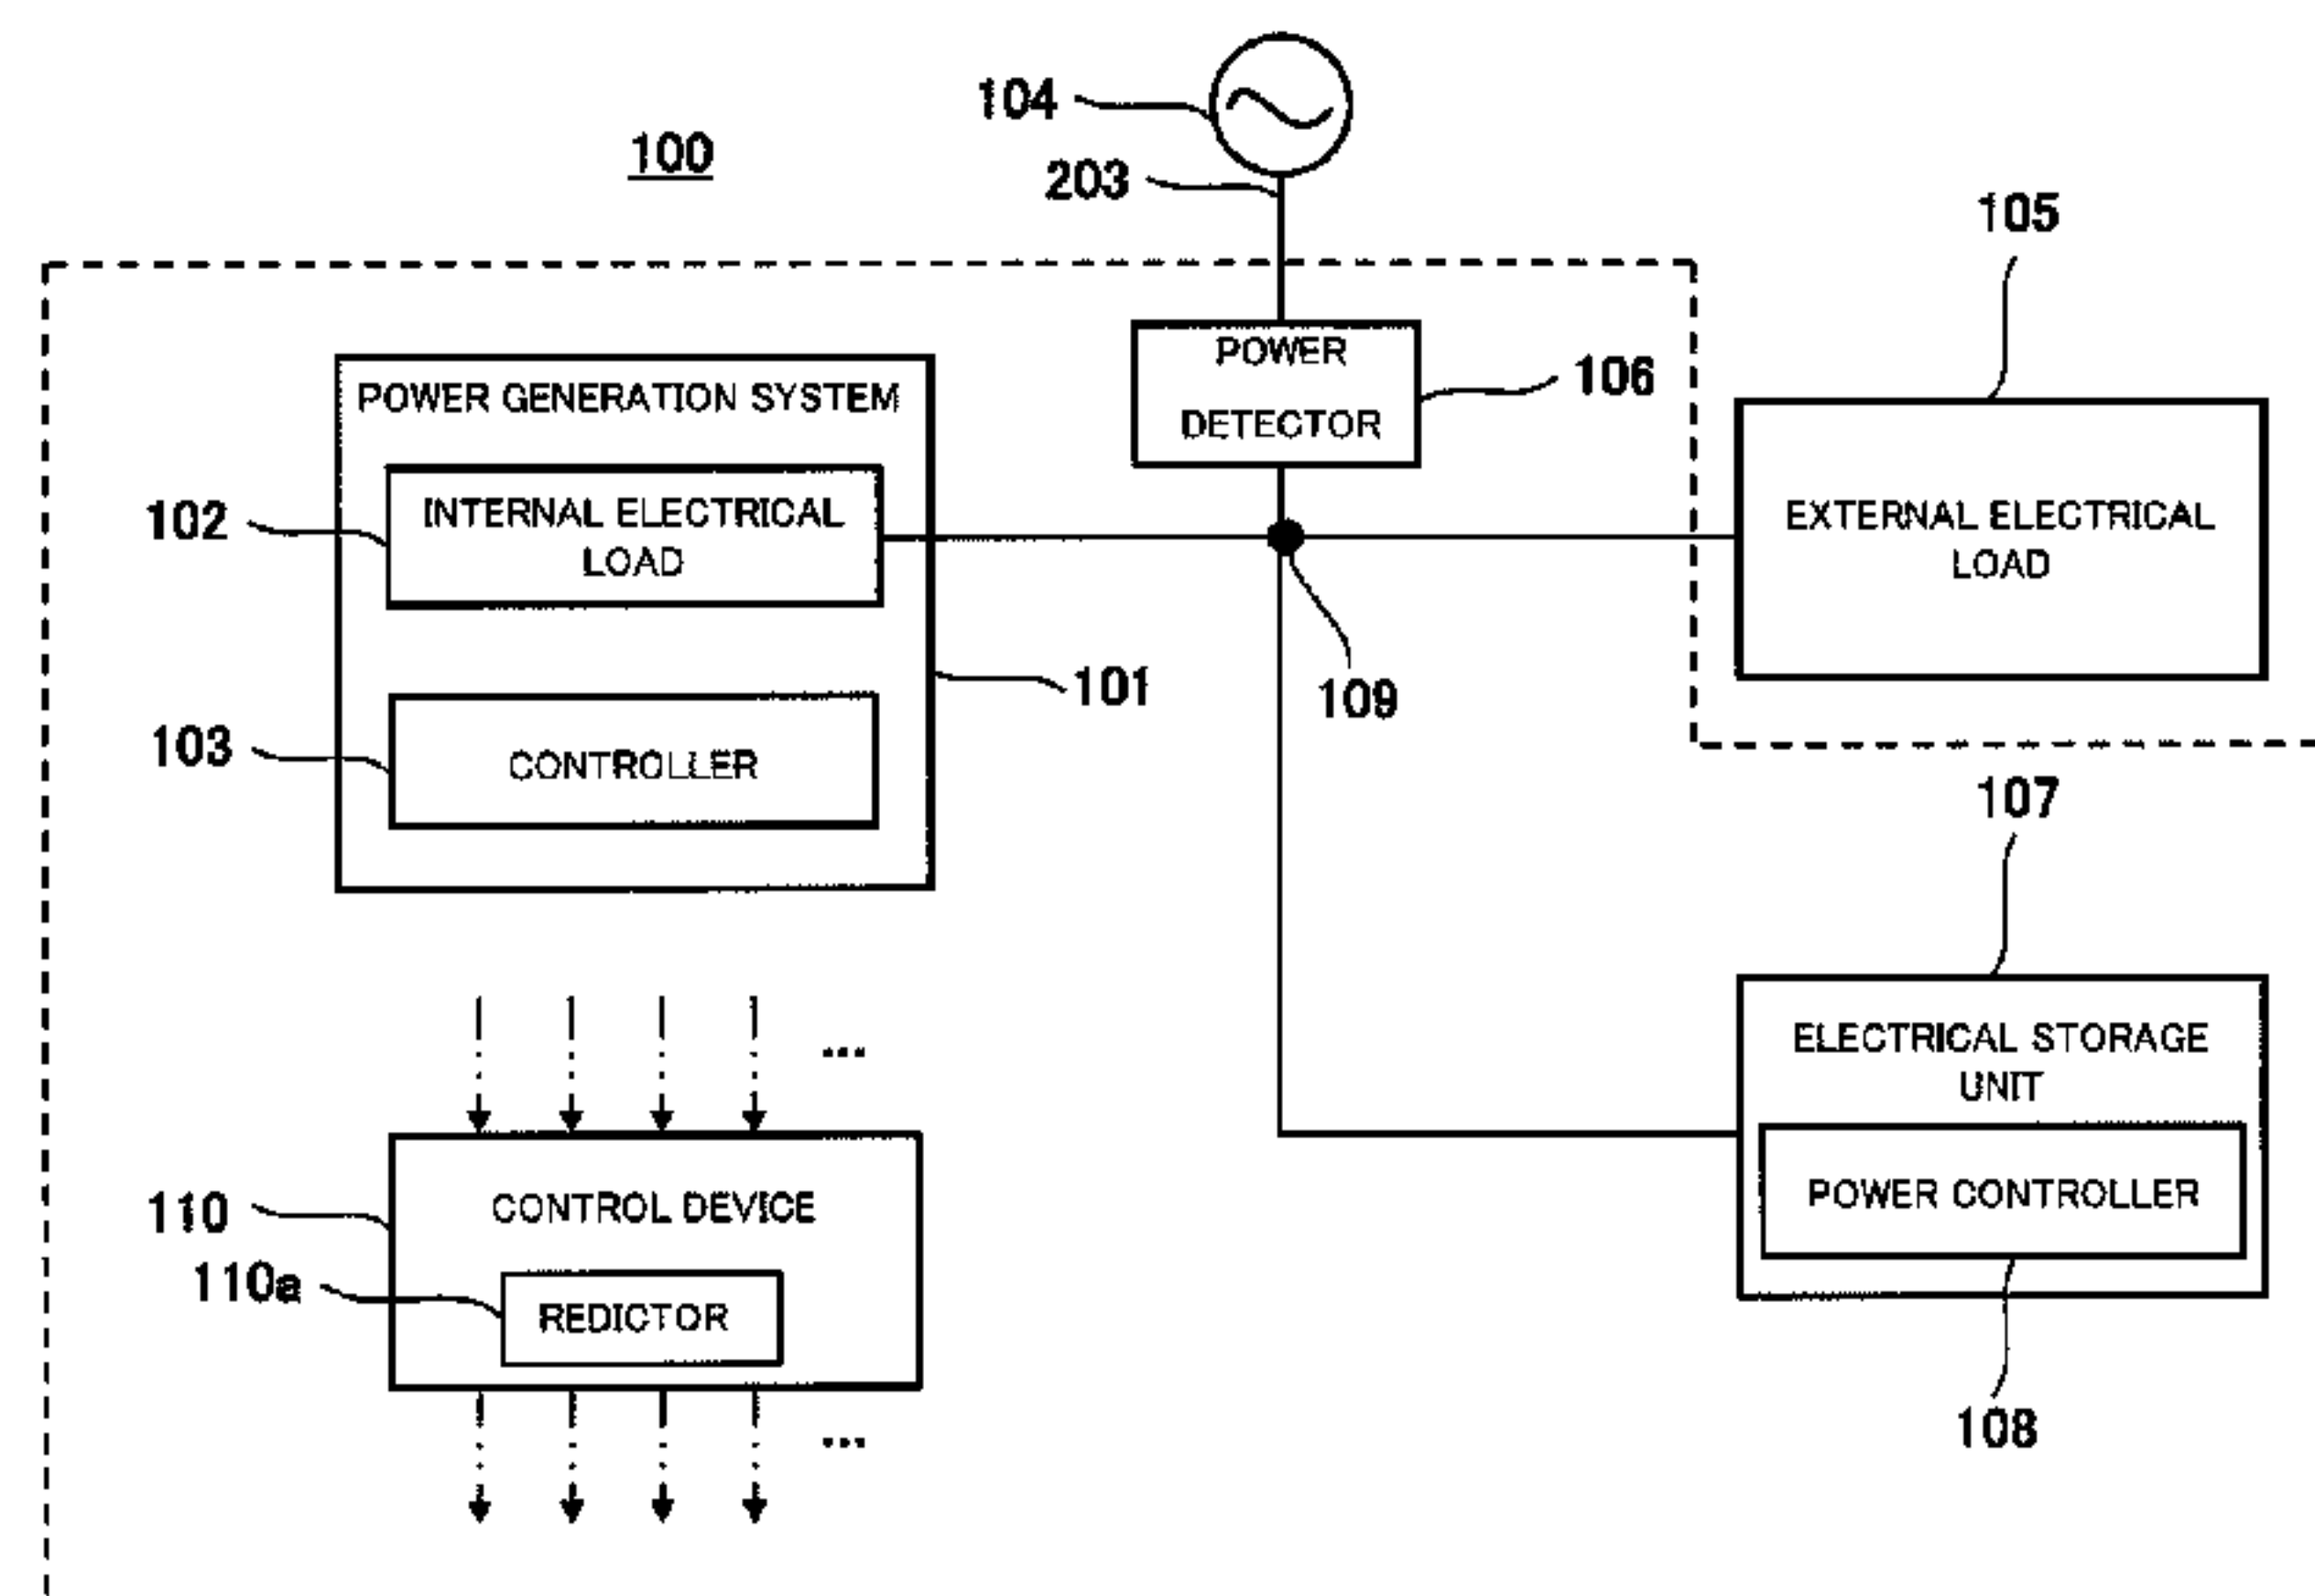 104
100
203
105
POWER
DETECTOR
106
POWER GENERATION SYSTEM
102
INTERNAL ELECTRICAL
LOAD
EXTERNAL ELECTRICAL
LOAD
101
109
103
CONTROLLER
107
...
ELECTRICAL STORAGE
UNIT
110
CONTROL DEVICE
POWER CONTROLLER
110a
REDICTOR
108
...